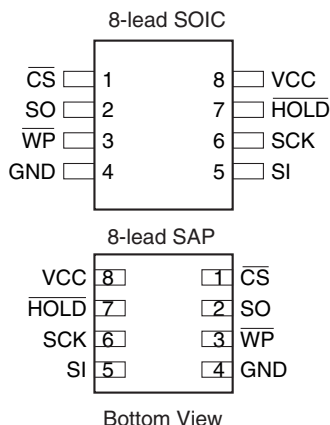 8-lead SOIC
CS 1 8 VCC
SO 2 7 HOLD
WP 3 6 SCK
GND 4 5 SI
8-lead SAP
VCC 8 1 CS
HOLD 7 2 SO
SCK 6 3 WP
SI 5 4 GND
Bottom View